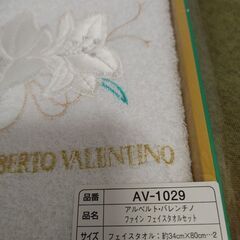 BERTO VALENTINO
品番 AV-1029
品名 アルベルト・バレンチノ
ファイン フェイスタオルセット
サイズ フェイスタオル:約34cm×80cm…2